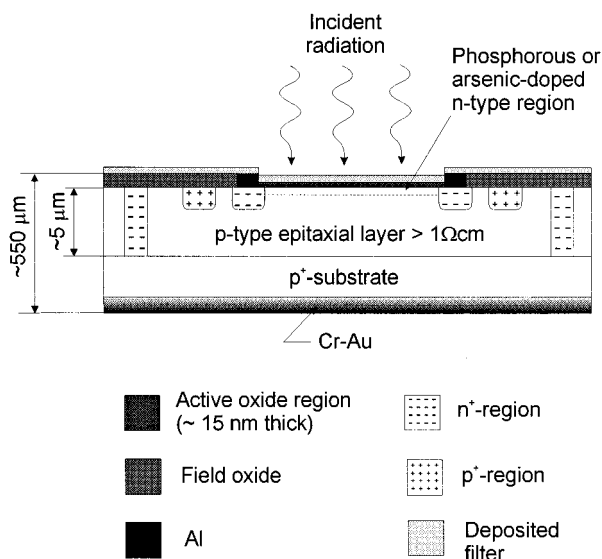 Incident
radiation
Phosphorous or
arsenic-doped
n-type region
~550 μm
~5 μm
p-type epitaxial layer > 1Ωcm
p⁺-substrate
Cr-Au
Active oxide region
(~ 15 nm thick)
n⁺-region
Field oxide
p⁺-region
Al
Deposited
filter